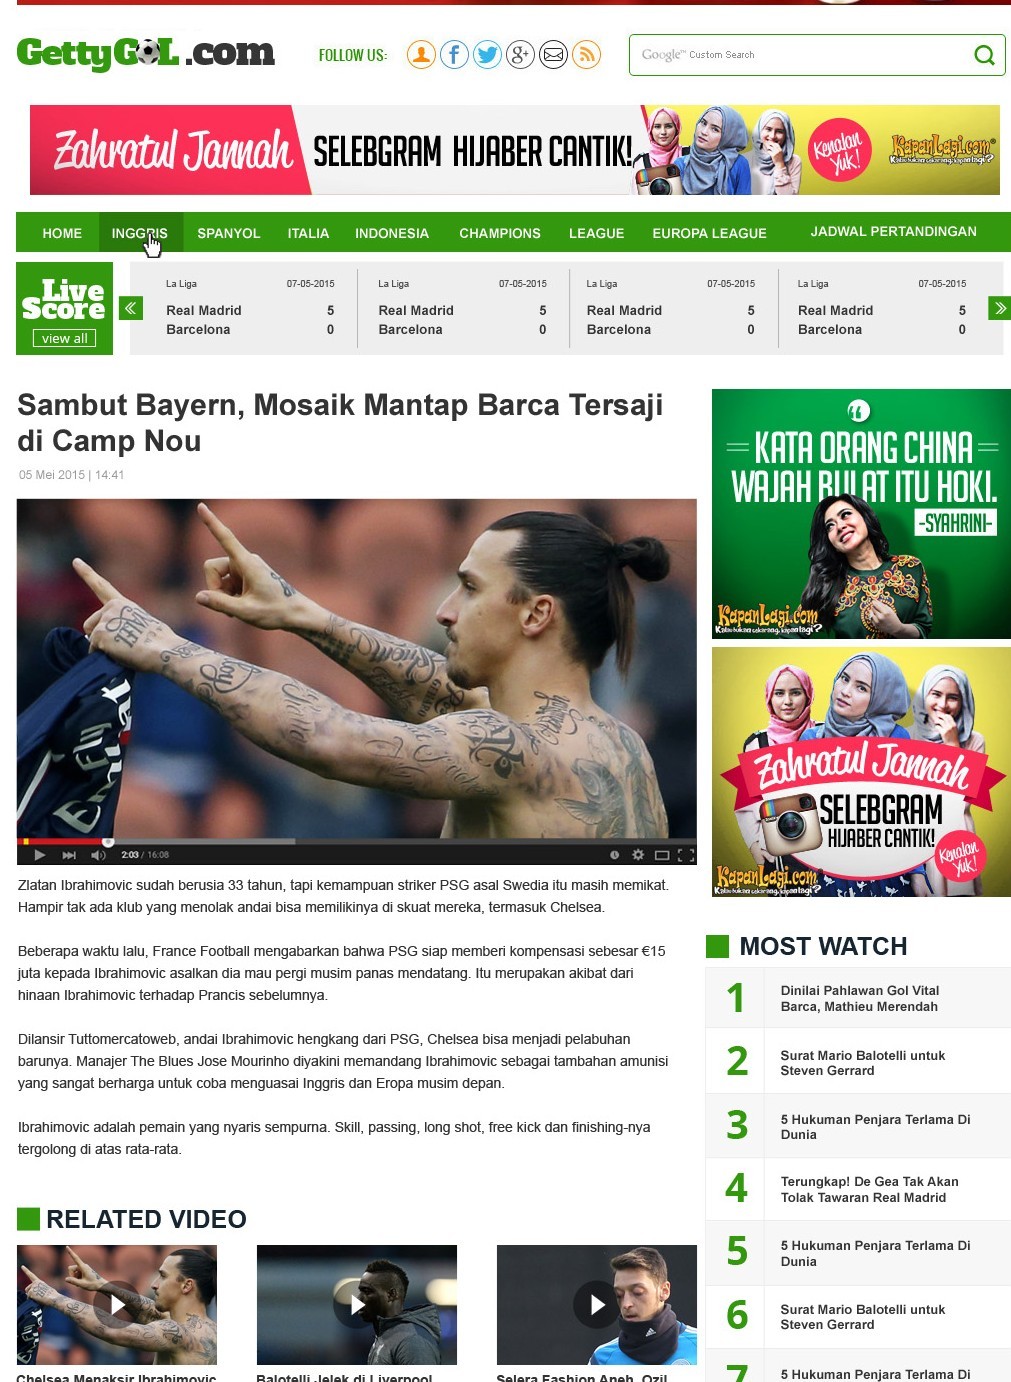 GettyGOL.com
FOLLOW US:
Google™ Custom Search
Zahratul Jannah
SELEBGRAM HIJABER CANTIK!
Kenalan
Yuk!
KapanLagi.com
Kalau bukan sekarang, kapan lagi?
HOME INGGRIS SPANYOL ITALIA INDONESIA CHAMPIONS LEAGUE EUROPA LEAGUE JADWAL PERTANDINGAN
Live
Score
view all
La Liga 07-05-2015
Real Madrid 5
Barcelona 0
La Liga 07-05-2015
Real Madrid 5
Barcelona 0
La Liga 07-05-2015
Real Madrid 5
Barcelona 0
La Liga 07-05-2015
Real Madrid 5
Barcelona 0
Sambut Bayern, Mosaik Mantap Barca Tersaji
di Camp Nou
05 Mei 2015 | 14:41
2:03 / 16:08
Zlatan Ibrahimovic sudah berusia 33 tahun, tapi kemampuan striker PSG asal Swedia itu masih memikat.
Hampir tak ada klub yang menolak andai bisa memilikinya di skuat mereka, termasuk Chelsea.
Beberapa waktu lalu, France Football mengabarkan bahwa PSG siap memberi kompensasi sebesar €15
juta kepada Ibrahimovic asalkan dia mau pergi musim panas mendatang. Itu merupakan akibat dari
hinaan Ibrahimovic terhadap Prancis sebelumnya.
Dilansir Tuttomercatoweb, andai Ibrahimovic hengkang dari PSG, Chelsea bisa menjadi pelabuhan
barunya. Manajer The Blues Jose Mourinho diyakini memandang Ibrahimovic sebagai tambahan amunisi
yang sangat berharga untuk coba menguasai Inggris dan Eropa musim depan.
Ibrahimovic adalah pemain yang nyaris sempurna. Skill, passing, long shot, free kick dan finishing-nya
tergolong di atas rata-rata.
RELATED VIDEO
Chelsea Menaksir Ibrahimovic
Balotelli Jelek di Liverpool
Selera Fashion Aneh, Ozil
KATA ORANG CHINA
WAJAH BULAT ITU HOKI.
-SYAHRINI-
KapanLagi.com
Kalau bukan sekarang, kapan lagi?
Zahratul Jannah
SELEBGRAM
HIJABER CANTIK!
Kenalan
Yuk!
KapanLagi.com
Kalau bukan sekarang, kapan lagi?
MOST WATCH
1 Dinilai Pahlawan Gol Vital
Barca, Mathieu Merendah
2 Surat Mario Balotelli untuk
Steven Gerrard
3 5 Hukuman Penjara Terlama Di
Dunia
4 Terungkap! De Gea Tak Akan
Tolak Tawaran Real Madrid
5 5 Hukuman Penjara Terlama Di
Dunia
6 Surat Mario Balotelli untuk
Steven Gerrard
7 5 Hukuman Penjara Terlama Di